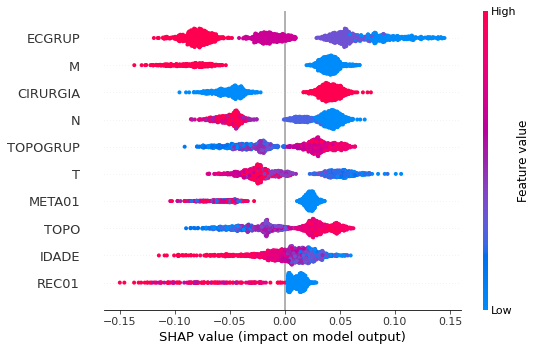 High
ECGRUP
M
CIRURGIA
N
TOPOGRUP
T
META01
TOPO
IDADE
REC01
Feature value
Low
−0.15 −0.10 −0.05 0.00 0.05 0.10 0.15
SHAP value (impact on model output)